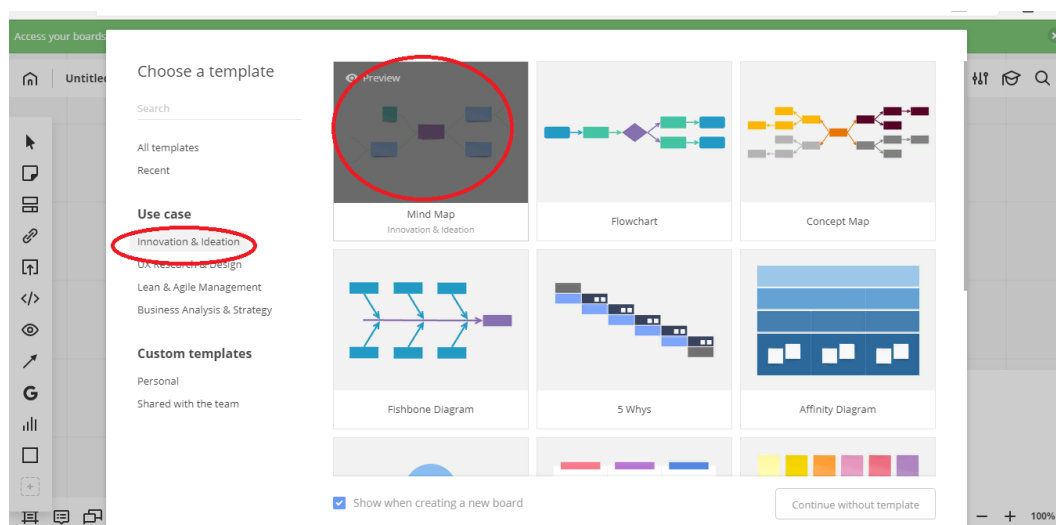 Access your boards
Untitle
Choose a template
Search
All templates
Recent
Use case
Innovation & Ideation
UX Research & Design
Lean & Agile Management
Business Analysis & Strategy
Custom templates
Personal
Shared with the team
Preview
Mind Map
Innovation & Ideation
Flowchart
Concept Map
Fishbone Diagram
5 Whys
Affinity Diagram
Show when creating a new board
Continue without template
100%